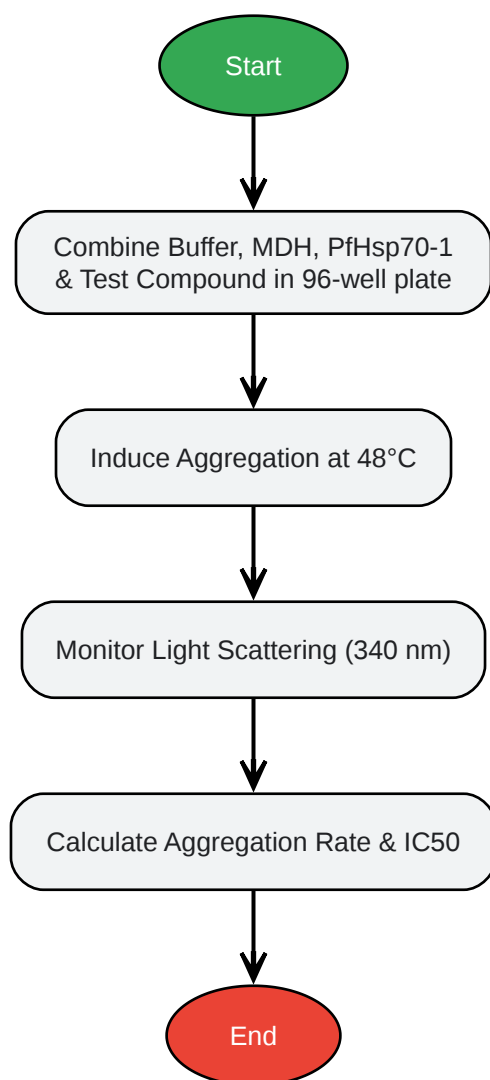 Start
Combine Buffer, MDH, PfHsp70-1
& Test Compound in 96-well plate
Induce Aggregation at 48°C
Monitor Light Scattering (340 nm)
Calculate Aggregation Rate & IC50
End